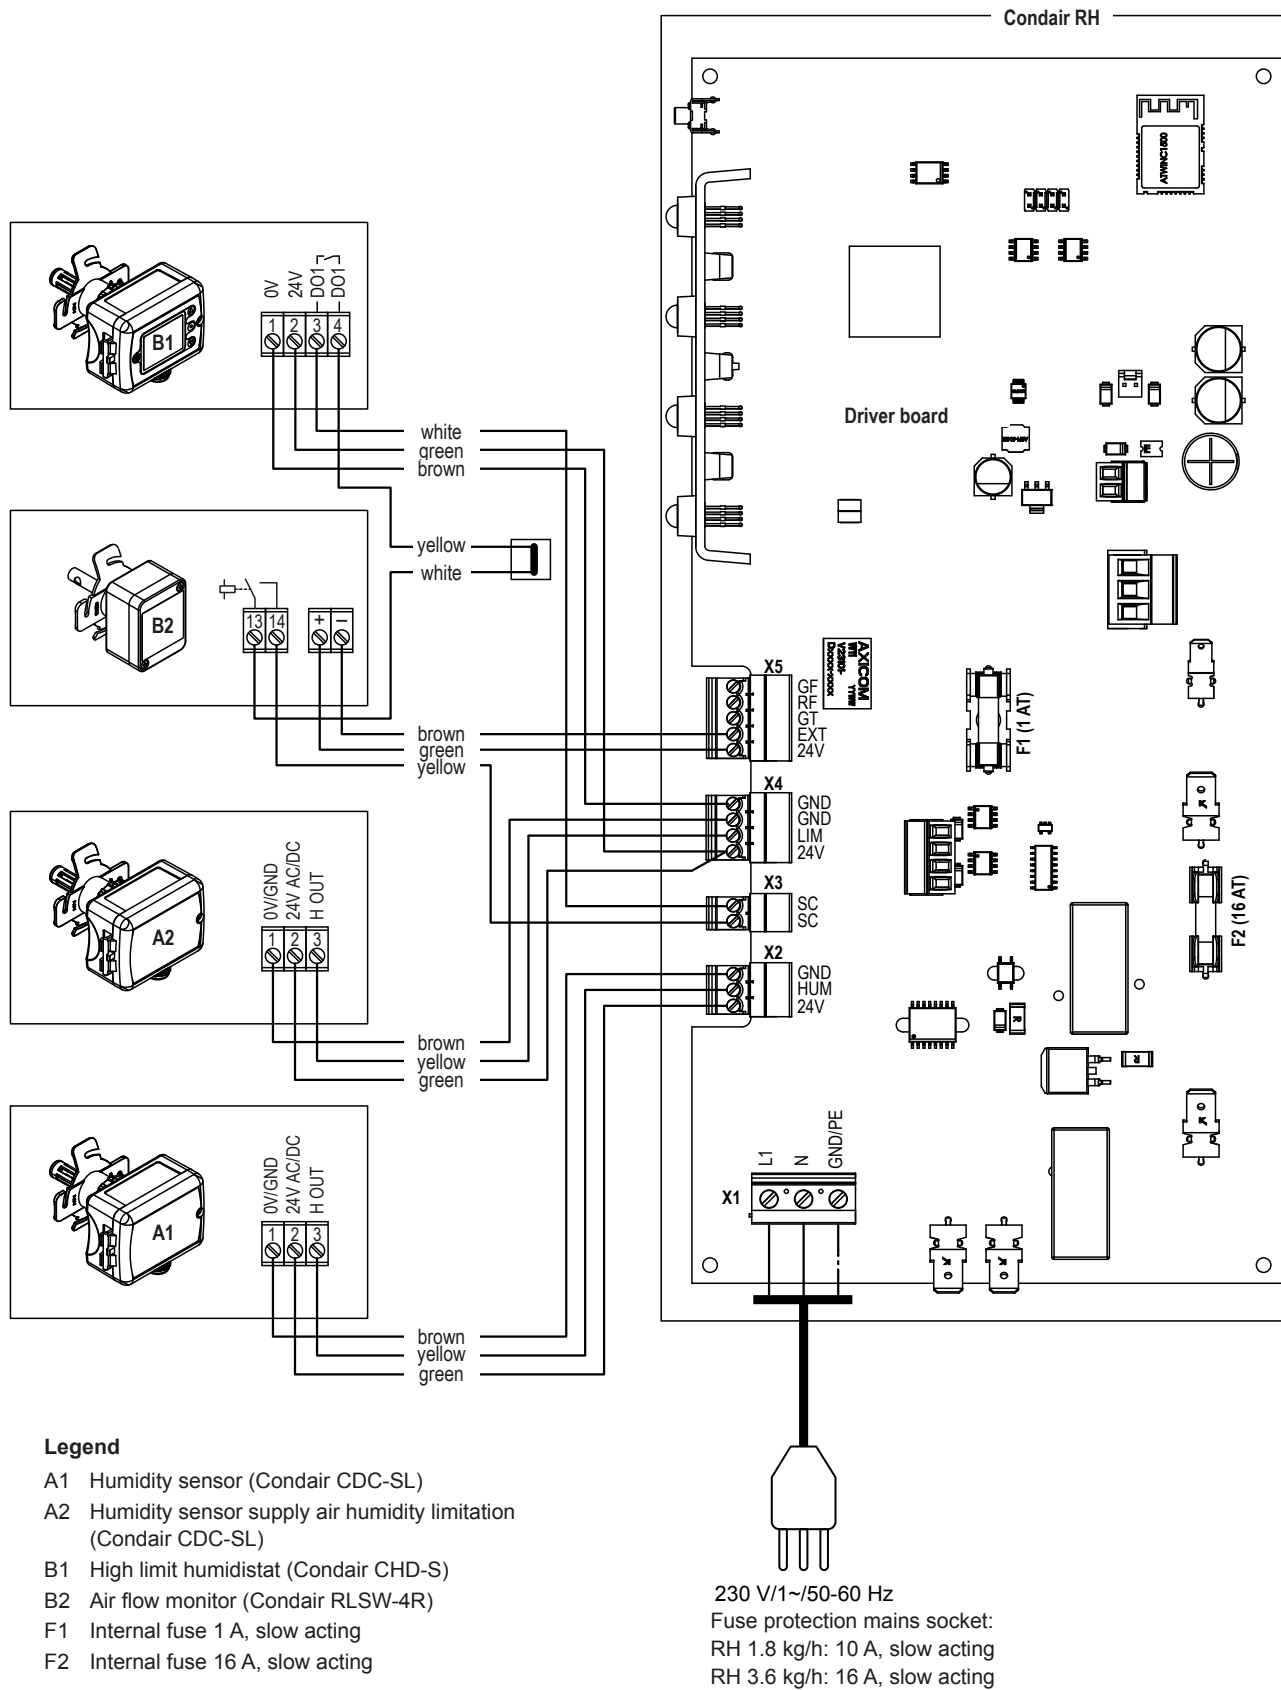 Condair RH
ATWINC1500
0V
24V
DO1
DO1
1 2 3 4
B1
Driver board
white
green
brown
yellow
white
B2
13 14 + –
AXICOM
X5
GF
RF
GT
EXT
24V
F1 (1 AT)
brown
green
yellow
X4
GND
GND
LIM
24V
0V/GND
24V AC/DC
H OUT
1 2 3
A2
X3
SC
SC
F2 (16 AT)
X2
GND
HUM
24V
brown
yellow
green
0V/GND
24V AC/DC
H OUT
1 2 3
A1
L1
N
GND/PE
X1
brown
yellow
green
Legend
A1 Humidity sensor (Condair CDC-SL)
A2 Humidity sensor supply air humidity limitation
(Condair CDC-SL)
B1 High limit humidistat (Condair CHD-S)
B2 Air flow monitor (Condair RLSW-4R)
F1 Internal fuse 1 A, slow acting
F2 Internal fuse 16 A, slow acting
230 V/1~/50-60 Hz
Fuse protection mains socket:
RH 1.8 kg/h: 10 A, slow acting
RH 3.6 kg/h: 16 A, slow acting